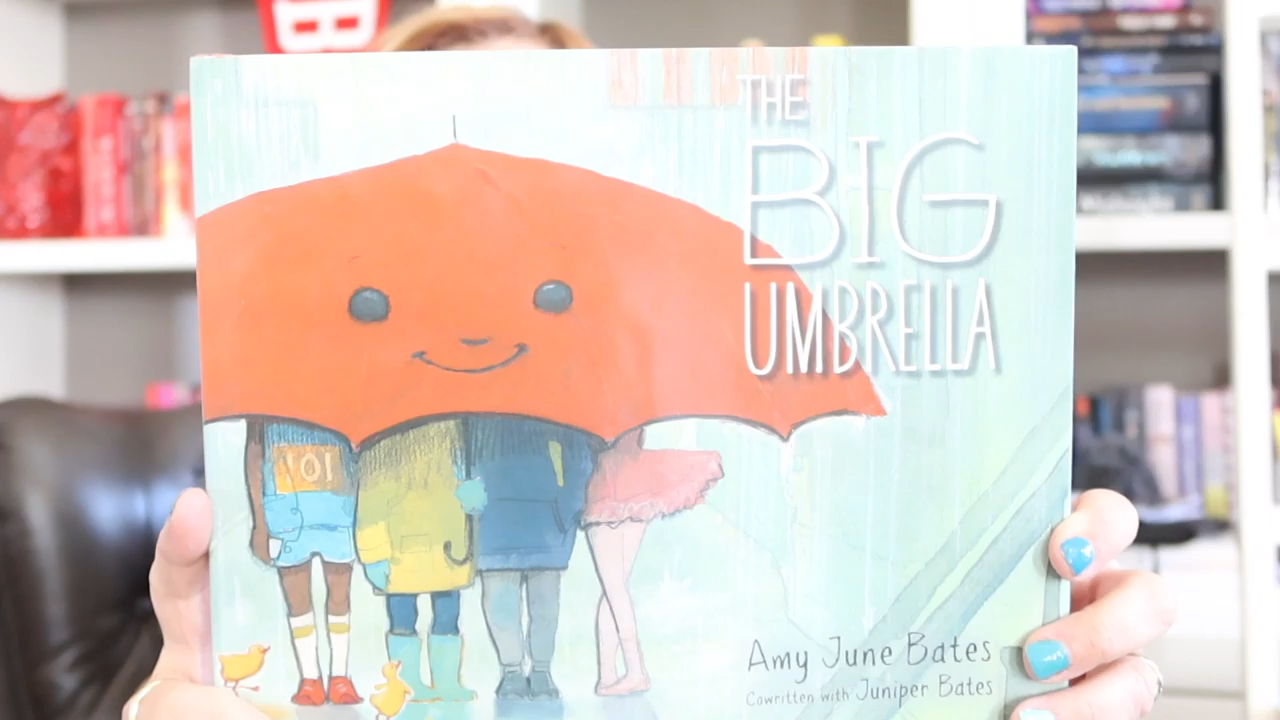 THE
BIG
UMBRELLA
101
Amy June Bates
Cowritten with Juniper Bates